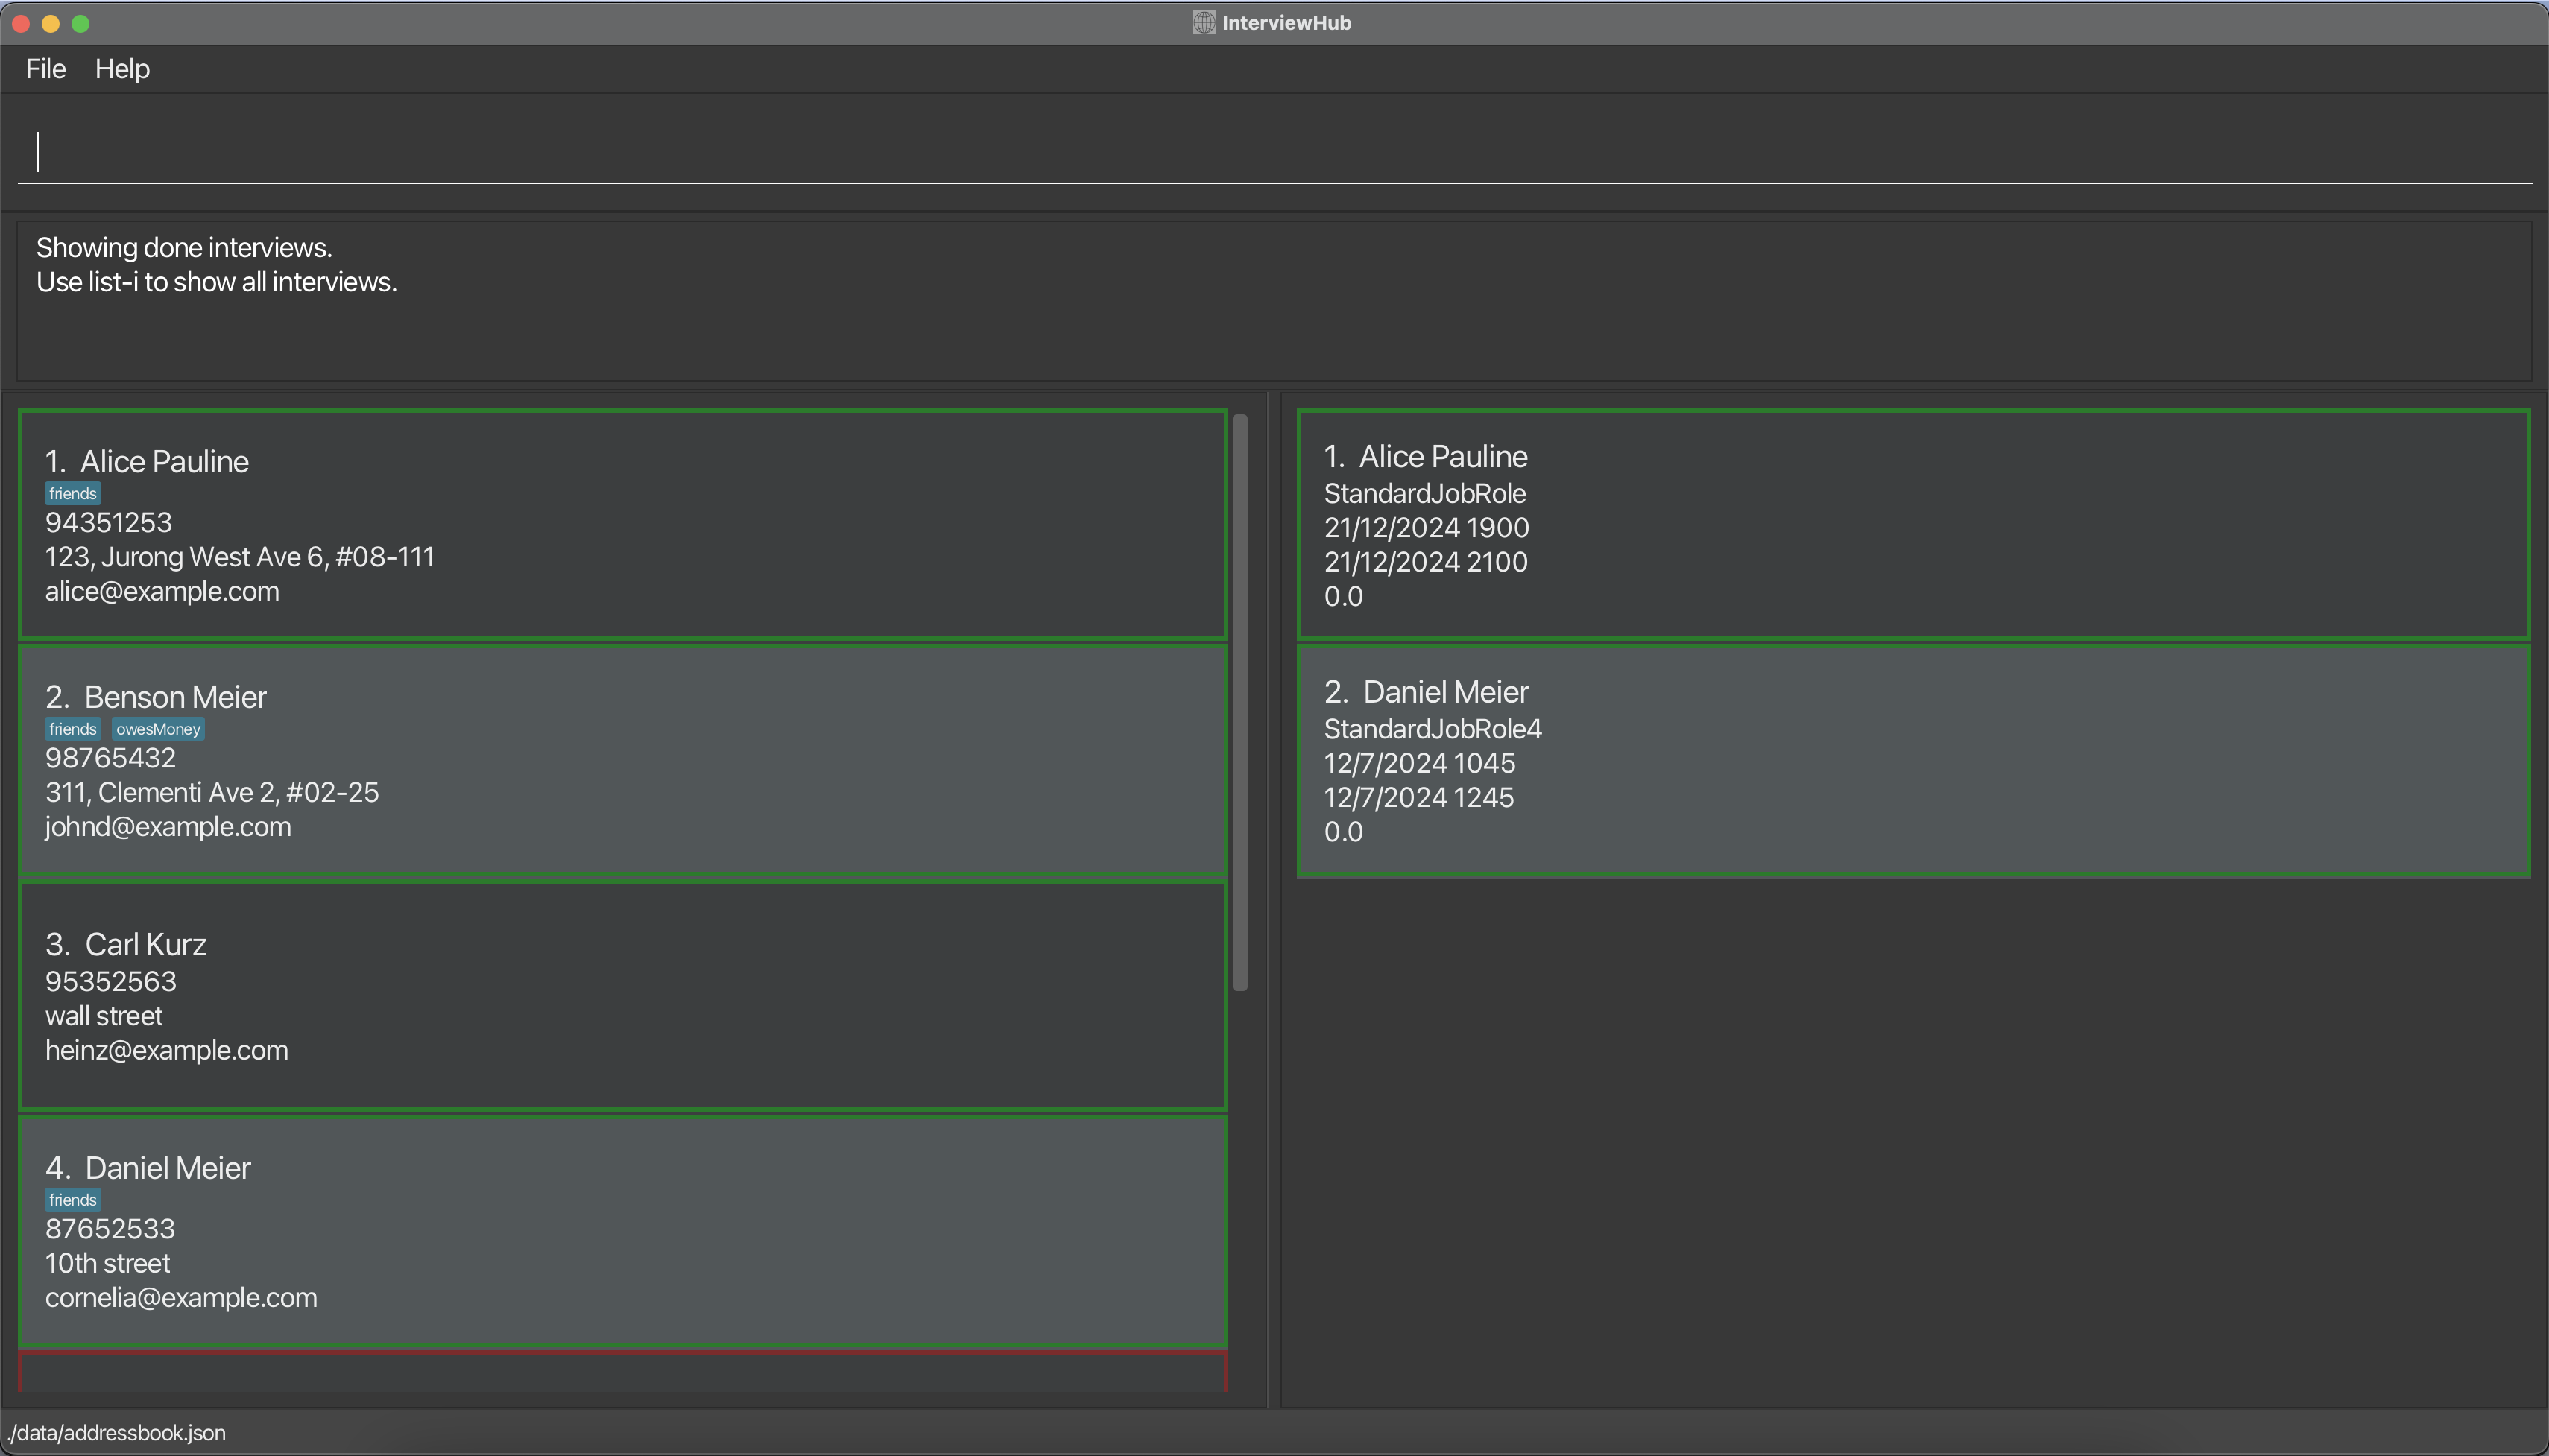 InterviewHub
File Help
Showing done interviews.
Use list-i to show all interviews.
1. Alice Pauline
friends
94351253
123, Jurong West Ave 6, #08-111
alice@example.com
2. Benson Meier
friends owesMoney
98765432
311, Clementi Ave 2, #02-25
johnd@example.com
3. Carl Kurz
95352563
wall street
heinz@example.com
4. Daniel Meier
friends
87652533
10th street
cornelia@example.com
1. Alice Pauline
StandardJobRole
21/12/2024 1900
21/12/2024 2100
0.0
2. Daniel Meier
StandardJobRole4
12/7/2024 1045
12/7/2024 1245
0.0
./data/addressbook.json